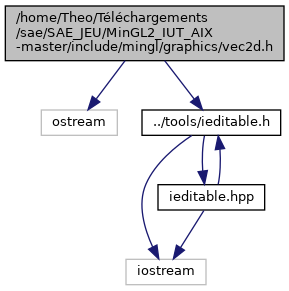 /home/Theo/Téléchargements
/sae/SAE_JEU/MinGL2_IUT_AIX
-master/include/mingl/graphics/vec2d.h
ostream
../tools/ieditable.h
ieditable.hpp
iostream